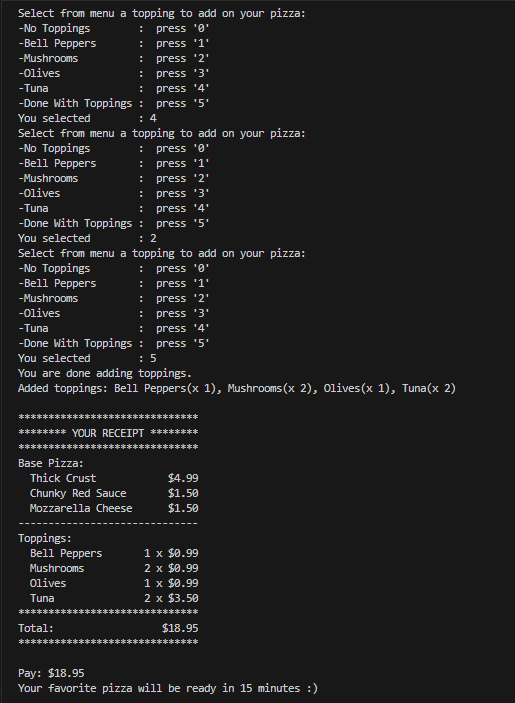 Select from menu a topping to add on your pizza:
-No Toppings        :  press '0'
-Bell Peppers       :  press '1'
-Mushrooms          :  press '2'
-Olives             :  press '3'
-Tuna               :  press '4'
-Done With Toppings :  press '5'
You selected        : 4
Select from menu a topping to add on your pizza:
-No Toppings        :  press '0'
-Bell Peppers       :  press '1'
-Mushrooms          :  press '2'
-Olives             :  press '3'
-Tuna               :  press '4'
-Done With Toppings :  press '5'
You selected        : 2
Select from menu a topping to add on your pizza:
-No Toppings        :  press '0'
-Bell Peppers       :  press '1'
-Mushrooms          :  press '2'
-Olives             :  press '3'
-Tuna               :  press '4'
-Done With Toppings :  press '5'
You selected        : 5
You are done adding toppings.
Added toppings: Bell Peppers(x 1), Mushrooms(x 2), Olives(x 1), Tuna(x 2)

******************************
******** YOUR RECEIPT ********
******************************
Base Pizza:
  Thick Crust            $4.99
  Chunky Red Sauce       $1.50
  Mozzarella Cheese      $1.50
------------------------------
Toppings:
  Bell Peppers       1 x $0.99
  Mushrooms          2 x $0.99
  Olives             1 x $0.99
  Tuna               2 x $3.50
******************************
Total:                  $18.95
******************************

Pay: $18.95
Your favorite pizza will be ready in 15 minutes :)